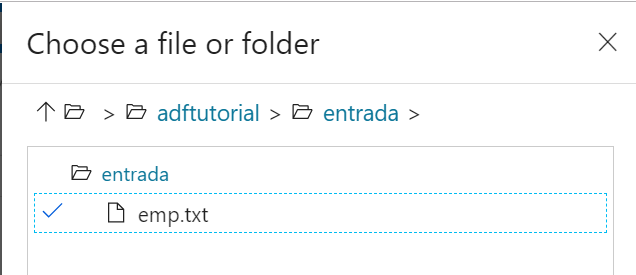 Choose a file or folder
> adftutorial > entrada >
entrada
emp.txt